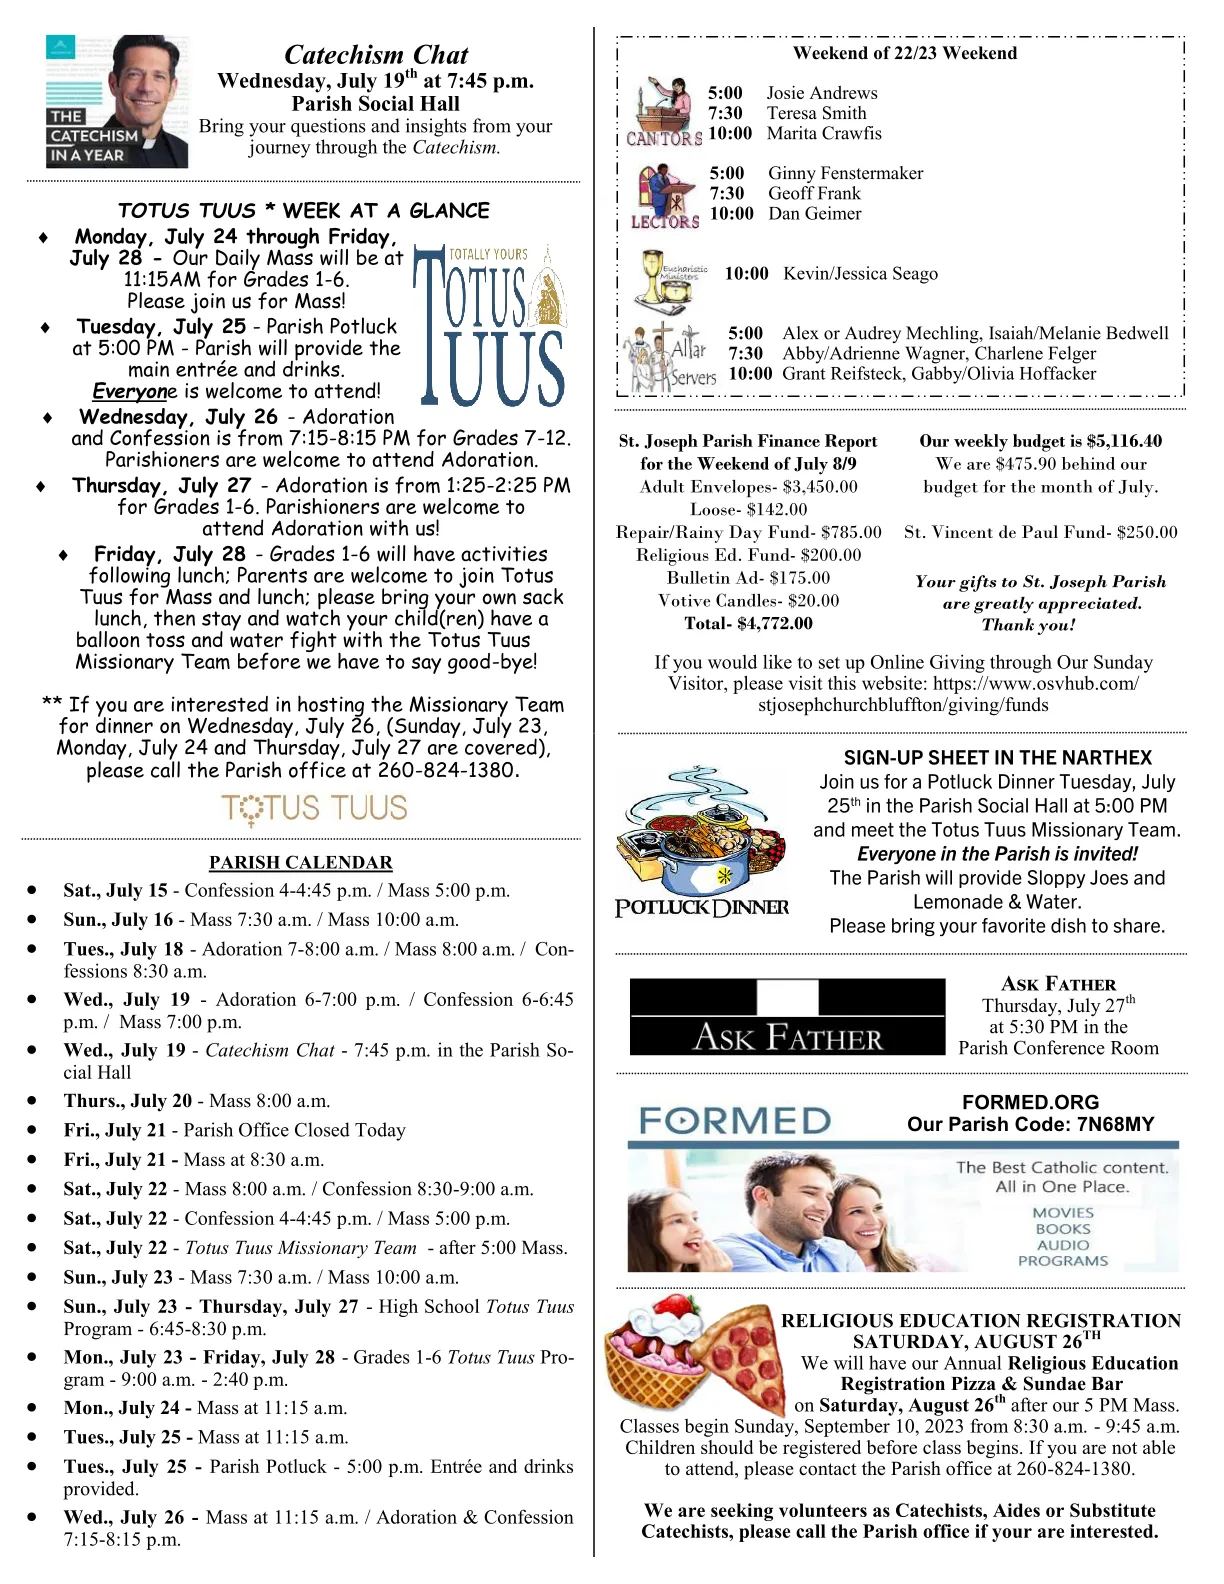 THE
CATECHISM
IN A YEAR
Catechism Chat
Wednesday, July 19th at 7:45 p.m.
Parish Social Hall
Bring your questions and insights from your
journey through the Catechism.
TOTUS TUUS * WEEK AT A GLANCE
♦ Monday, July 24 through Friday,
July 28 - Our Daily Mass will be at
11:15AM for Grades 1-6.
Please join us for Mass!
♦ Tuesday, July 25 - Parish Potluck
at 5:00 PM - Parish will provide the
main entrée and drinks.
Everyone is welcome to attend!
♦ Wednesday, July 26 - Adoration
and Confession is from 7:15-8:15 PM for Grades 7-12.
Parishioners are welcome to attend Adoration.
♦ Thursday, July 27 - Adoration is from 1:25-2:25 PM
for Grades 1-6. Parishioners are welcome to
attend Adoration with us!
♦ Friday, July 28 - Grades 1-6 will have activities
following lunch; Parents are welcome to join Totus
Tuus for Mass and lunch; please bring your own sack
lunch, then stay and watch your child(ren) have a
balloon toss and water fight with the Totus Tuus
Missionary Team before we have to say good-bye!
TOTALLY YOURS
TOTUS
TUUS
** If you are interested in hosting the Missionary Team
for dinner on Wednesday, July 26, (Sunday, July 23,
Monday, July 24 and Thursday, July 27 are covered),
please call the Parish office at 260-824-1380.
TOTUS TUUS
PARISH CALENDAR
• Sat., July 15 - Confession 4-4:45 p.m. / Mass 5:00 p.m.
• Sun., July 16 - Mass 7:30 a.m. / Mass 10:00 a.m.
• Tues., July 18 - Adoration 7-8:00 a.m. / Mass 8:00 a.m. / Con-
fessions 8:30 a.m.
• Wed., July 19 - Adoration 6-7:00 p.m. / Confession 6-6:45
p.m. / Mass 7:00 p.m.
• Wed., July 19 - Catechism Chat - 7:45 p.m. in the Parish So-
cial Hall
• Thurs., July 20 - Mass 8:00 a.m.
• Fri., July 21 - Parish Office Closed Today
• Fri., July 21 - Mass at 8:30 a.m.
• Sat., July 22 - Mass 8:00 a.m. / Confession 8:30-9:00 a.m.
• Sat., July 22 - Confession 4-4:45 p.m. / Mass 5:00 p.m.
• Sat., July 22 - Totus Tuus Missionary Team - after 5:00 Mass.
• Sun., July 23 - Mass 7:30 a.m. / Mass 10:00 a.m.
• Sun., July 23 - Thursday, July 27 - High School Totus Tuus
Program - 6:45-8:30 p.m.
• Mon., July 23 - Friday, July 28 - Grades 1-6 Totus Tuus Pro-
gram - 9:00 a.m. - 2:40 p.m.
• Mon., July 24 - Mass at 11:15 a.m.
• Tues., July 25 - Mass at 11:15 a.m.
• Tues., July 25 - Parish Potluck - 5:00 p.m. Entrée and drinks
provided.
• Wed., July 26 - Mass at 11:15 a.m. / Adoration & Confession
7:15-8:15 p.m.
Weekend of 22/23 Weekend
CANTORS
5:00 Josie Andrews
7:30 Teresa Smith
10:00 Marita Crawfis
LECTORS
5:00 Ginny Fenstermaker
7:30 Geoff Frank
10:00 Dan Geimer
Eucharistic
Ministers
10:00 Kevin/Jessica Seago
Altar
Servers
5:00 Alex or Audrey Mechling, Isaiah/Melanie Bedwell
7:30 Abby/Adrienne Wagner, Charlene Felger
10:00 Grant Reifsteck, Gabby/Olivia Hoffacker
St. Joseph Parish Finance Report
for the Weekend of July 8/9
Adult Envelopes- $3,450.00
Loose- $142.00
Repair/Rainy Day Fund- $785.00
Religious Ed. Fund- $200.00
Bulletin Ad- $175.00
Votive Candles- $20.00
Total- $4,772.00
Our weekly budget is $5,116.40
We are $475.90 behind our
budget for the month of July.
St. Vincent de Paul Fund- $250.00
Your gifts to St. Joseph Parish
are greatly appreciated.
Thank you!
If you would like to set up Online Giving through Our Sunday
Visitor, please visit this website: https://www.osvhub.com/
stjosephchurchbluffton/giving/funds
POTLUCK DINNER
SIGN-UP SHEET IN THE NARTHEX
Join us for a Potluck Dinner Tuesday, July
25th in the Parish Social Hall at 5:00 PM
and meet the Totus Tuus Missionary Team.
Everyone in the Parish is invited!
The Parish will provide Sloppy Joes and
Lemonade & Water.
Please bring your favorite dish to share.
ASK FATHER
ASK FATHER
Thursday, July 27th
at 5:30 PM in the
Parish Conference Room
FORMED
FORMED.ORG
Our Parish Code: 7N68MY
The Best Catholic content.
All in One Place.
MOVIES
BOOKS
AUDIO
PROGRAMS
RELIGIOUS EDUCATION REGISTRATION
SATURDAY, AUGUST 26TH
We will have our Annual Religious Education
Registration Pizza & Sundae Bar
on Saturday, August 26th after our 5 PM Mass.
Classes begin Sunday, September 10, 2023 from 8:30 a.m. - 9:45 a.m.
Children should be registered before class begins. If you are not able
to attend, please contact the Parish office at 260-824-1380.
We are seeking volunteers as Catechists, Aides or Substitute
Catechists, please call the Parish office if your are interested.